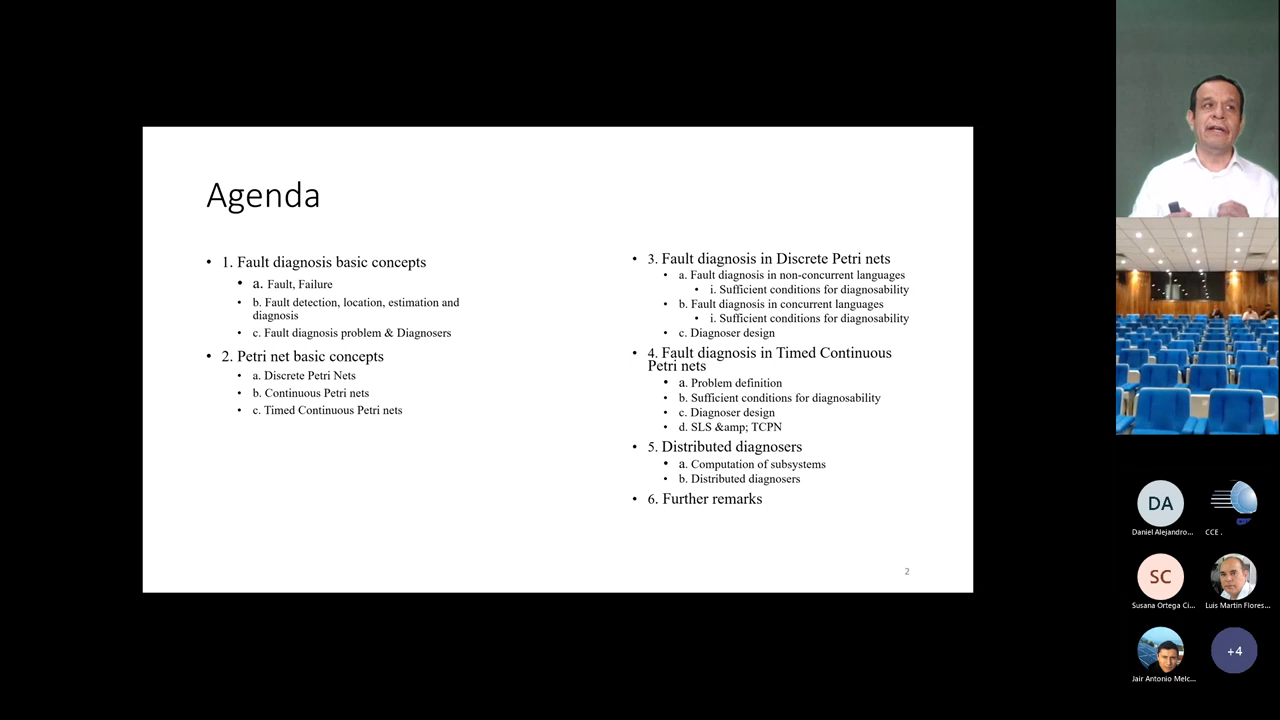 Agenda
• 1. Fault diagnosis basic concepts
• a. Fault, Failure
• b. Fault detection, location, estimation and
diagnosis
• c. Fault diagnosis problem & Diagnosers
• 2. Petri net basic concepts
• a. Discrete Petri Nets
• b. Continuous Petri nets
• c. Timed Continuous Petri nets
• 3. Fault diagnosis in Discrete Petri nets
• a. Fault diagnosis in non-concurrent languages
• i. Sufficient conditions for diagnosability
• b. Fault diagnosis in concurrent languages
• i. Sufficient conditions for diagnosability
• c. Diagnoser design
• 4. Fault diagnosis in Timed Continuous
Petri nets
• a. Problem definition
• b. Sufficient conditions for diagnosability
• c. Diagnoser design
• d. SLS &amp; TCPN
• 5. Distributed diagnosers
• a. Computation of subsystems
• b. Distributed diagnosers
• 6. Further remarks
2
DA
Daniel Alejandro...
CCE .
SC
Susana Ortega Ci...
Luis Martin Flores...
Jair Antonio Melc...
+4